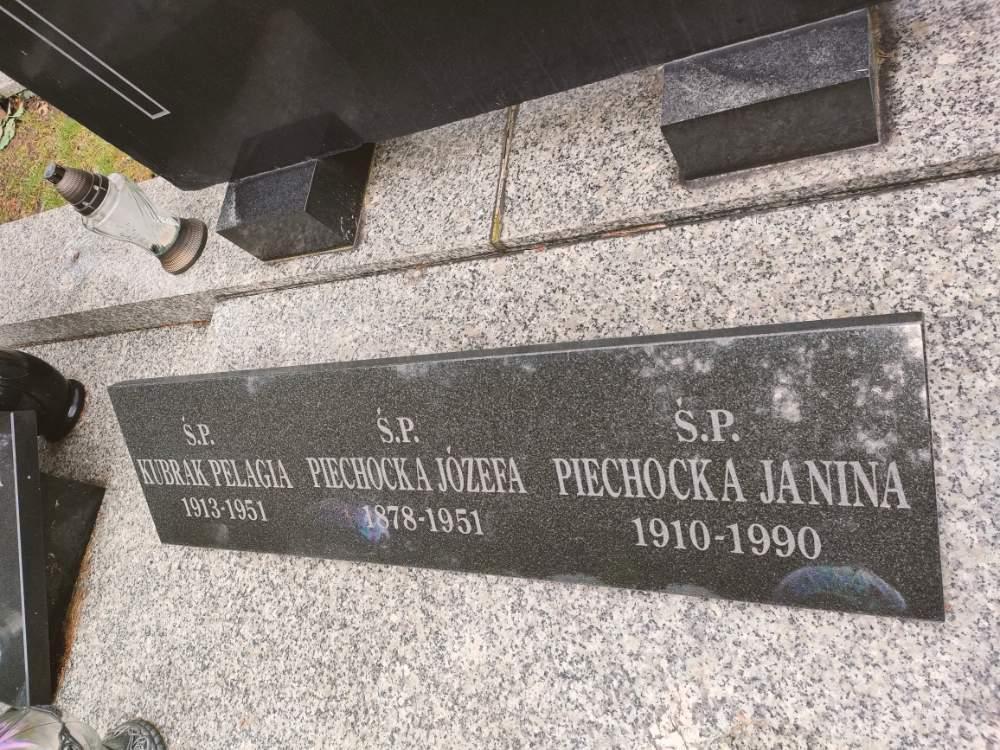 Ś.P.
KUBRAK PELAGIA
1913-1951
Ś.P.
PIECHOCKA JÓZEFA
1878-1951
Ś.P.
PIECHOCKA JANINA
1910-1990